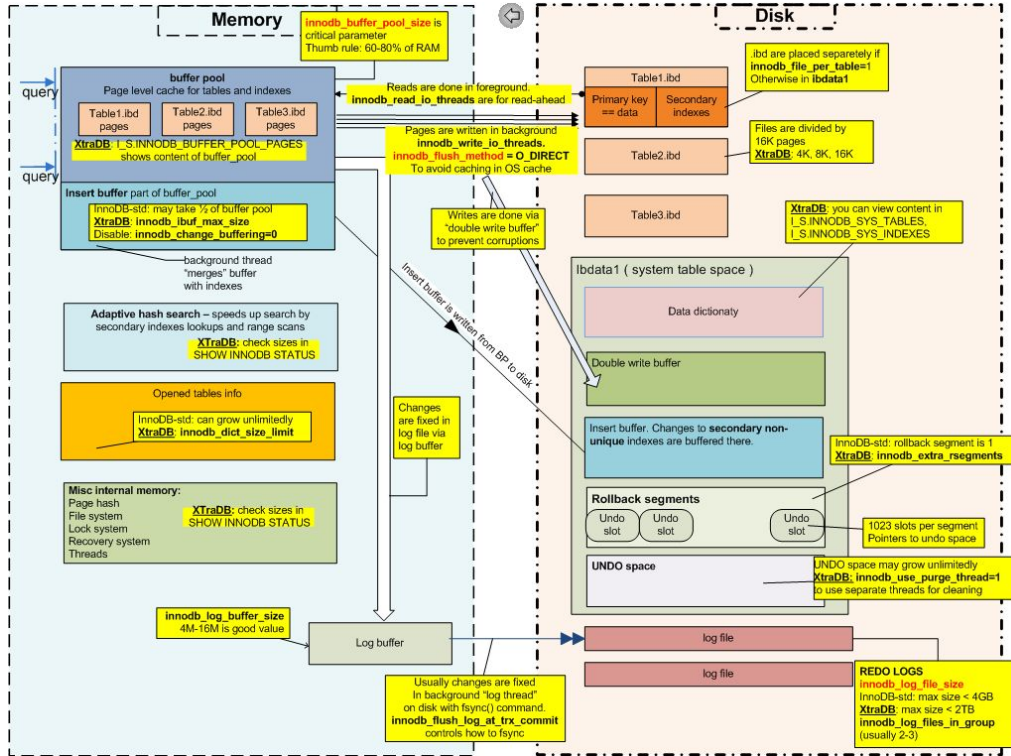 Memory
Disk
innodb_buffer_pool_size is
critical parameter
Thumb rule: 60-80% of RAM
buffer pool
Page level cache for tables and indexes
query
Table1.ibd
pages
Table2.ibd
pages
Table3.ibd
pages
XtraDB: I_S.INNODB_BUFFER_POOL_PAGES
shows content of buffer_pool
query
Insert buffer part of buffer_pool
InnoDB-std: may take ½ of buffer pool
XtraDB: innodb_ibuf_max_size
Disable: innodb_change_buffering=0
background thread
"merges" buffer
with indexes
Adaptive hash search – speeds up search by
secondary indexes lookups and range scans
XTraDB: check sizes in
SHOW INNODB STATUS
Opened tables info
InnoDB-std: can grow unlimitedly
XtraDB: innodb_dict_size_limit
Misc internal memory:
Page hash
File system
Lock system
Recovery system
Threads
XTraDB: check sizes in
SHOW INNODB STATUS
innodb_log_buffer_size
4M-16M is good value
Log buffer
Reads are done in foreground.
innodb_read_io_threads are for read-ahead
Pages are written in background
innodb_write_io_threads.
innodb_flush_method = O_DIRECT
To avoid caching in OS cache
Writes are done via
"double write buffer"
to prevent corruptions
Insert buffer is written from BP to disk
Changes
are fixed in
log file via
log buffer
Usually changes are fixed
In background "log thread"
on disk with fsync() command.
innodb_flush_log_at_trx_commit
controls how to fsync
.ibd are placed separetely if
innodb_file_per_table=1
Otherwise in ibdata1
Table1.ibd
Primary key
== data
Secondary
indexes
Files are divided by
16K pages
XtraDB: 4K, 8K, 16K
Table2.ibd
Table3.ibd
XtraDB: you can view content in
I_S.INNODB_SYS_TABLES,
I_S.INNODB_SYS_INDEXES
Ibdata1 ( system table space )
Data dictionaty
Double write buffer
Insert buffer. Changes to secondary non-
unique indexes are buffered there.
InnoDB-std: rollback segment is 1
XtraDB: innodb_extra_rsegments
Rollback segments
Undo
slot
Undo
slot
Undo
slot
1023 slots per segment
Pointers to undo space
UNDO space
UNDO space may grow unlimitedly
XtraDB: innodb_use_purge_thread=1
to use separate threads for cleaning
log file
log file
REDO LOGS
innodb_log_file_size
InnoDB-std: max size < 4GB
XtraDB: max size < 2TB
innodb_log_files_in_group
(usually 2-3)